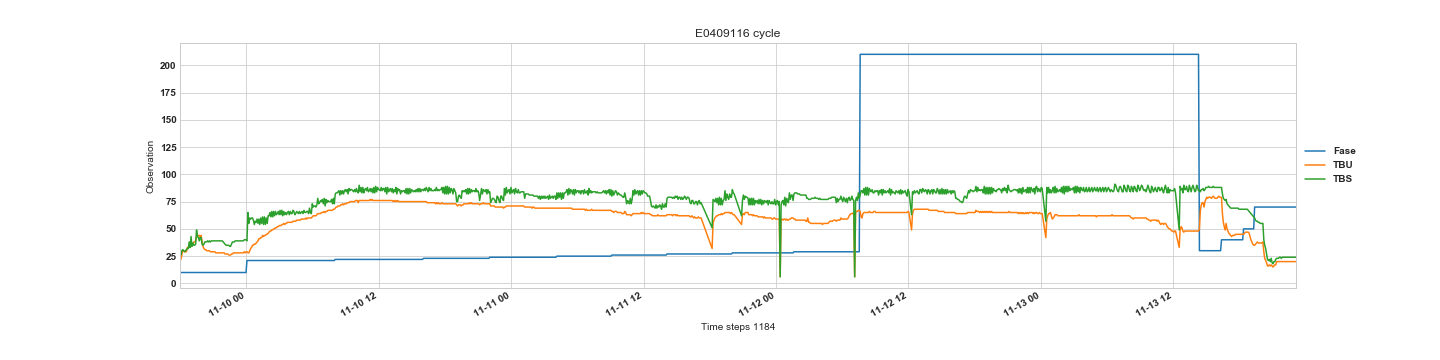 E0409116 cycle
Observation
200
175
150
125
100
75
50
25
0
11-10 00
11-10 12
11-11 00
11-11 12
11-12 00
11-12 12
11-13 00
11-13 12
Time steps 1184
Fase
TBU
TBS